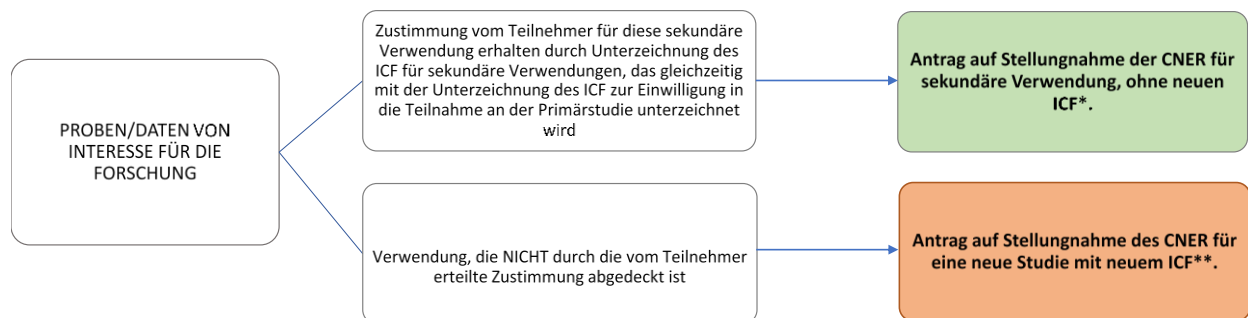 PROBEN/DATEN VON
INTERESSE FÜR DIE
FORSCHUNG
Zustimmung vom Teilnehmer für diese sekundäre
Verwendung erhalten durch Unterzeichnung des
ICF für sekundäre Verwendungen, das gleichzeitig
mit der Unterzeichnung des ICF zur Einwilligung in
die Teilnahme an der Primärstudie unterzeichnet
wird
Antrag auf Stellungnahme der CNER für
sekundäre Verwendung, ohne neuen
ICF*.
Verwendung, die NICHT durch die vom Teilnehmer
erteilte Zustimmung abgedeckt ist
Antrag auf Stellungnahme des CNER für
eine neue Studie mit neuem ICF**.